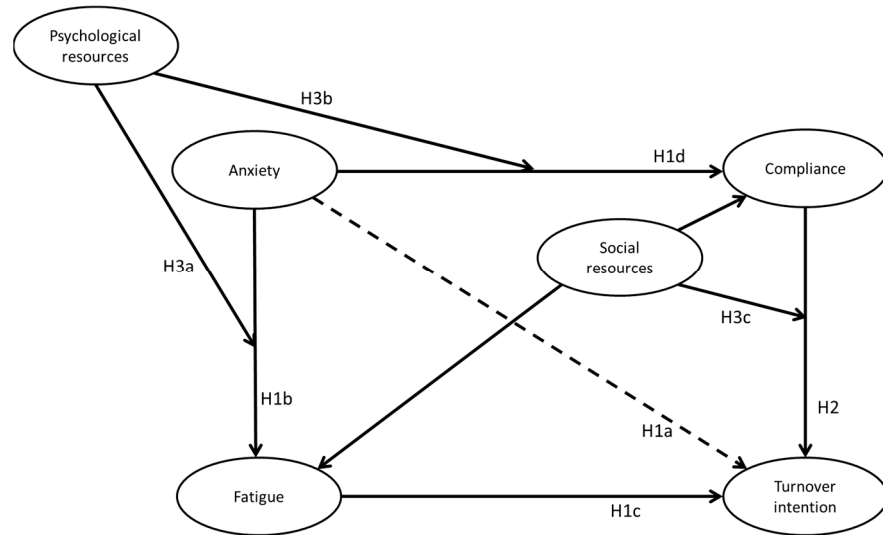 Psychological
resources
H3b
Anxiety
H1d
Compliance
H3a
Social
resources
H3c
H1b
H2
H1a
Fatigue
H1c
Turnover
intention